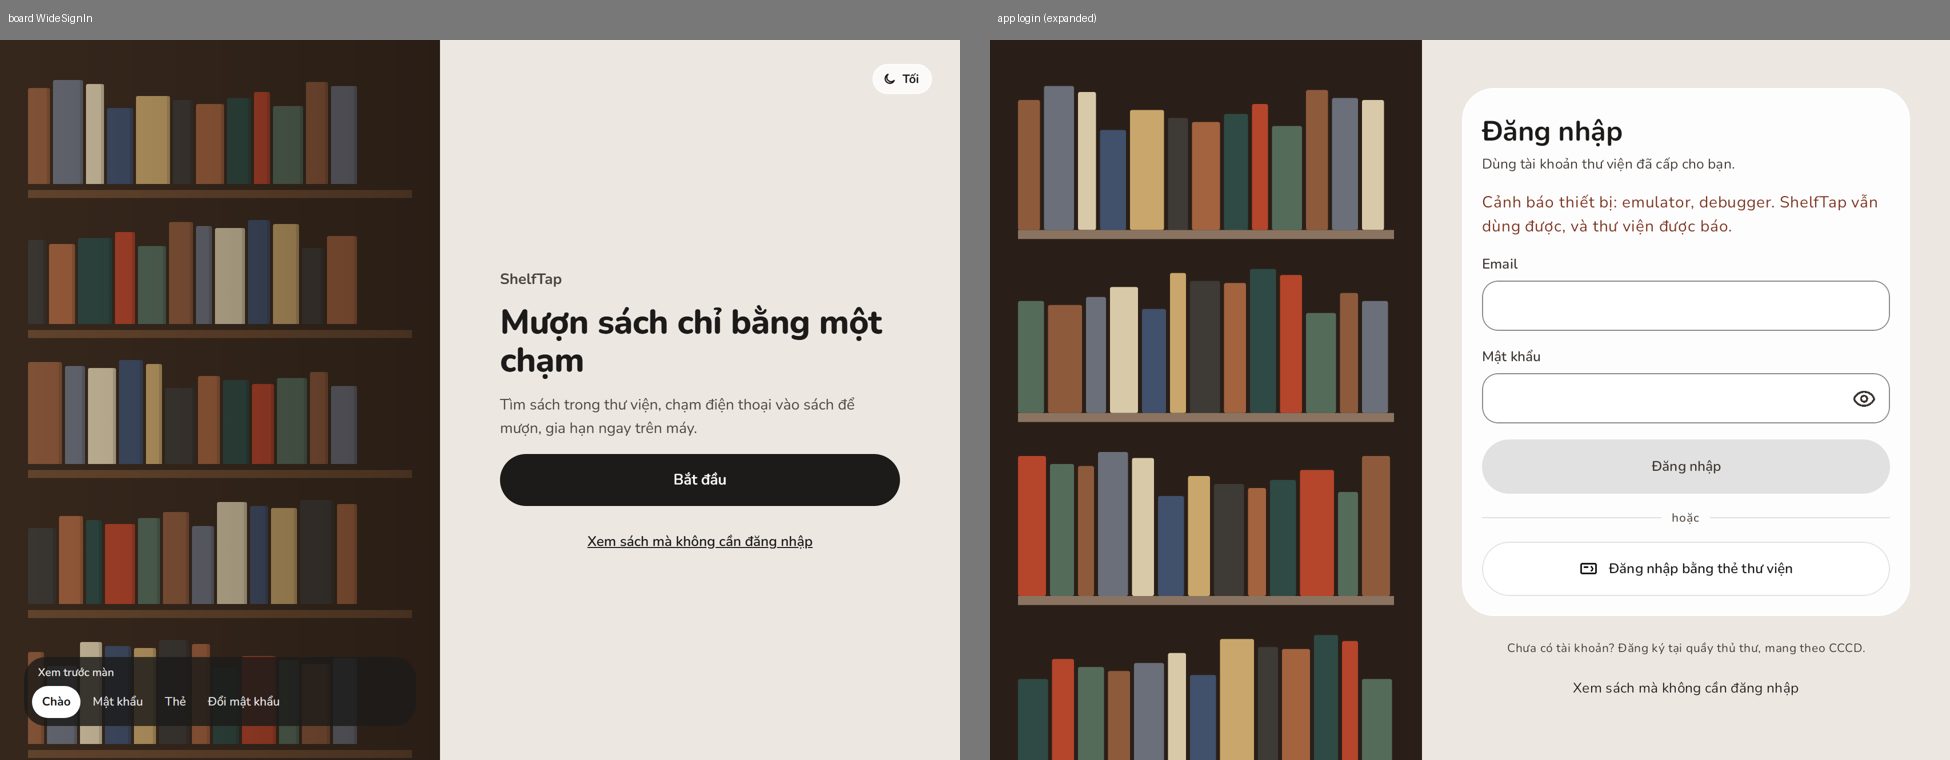 board WideSignIn
Tối
ShelfTap
Mượn sách chỉ bằng một
chạm
Tìm sách trong thư viện, chạm điện thoại vào sách để
mượn, gia hạn ngay trên máy.
Bắt đầu
Xem sách mà không cần đăng nhập
Xem trước màn
Chào
Mật khẩu
Thẻ
Đổi mật khẩu
app login (expanded)
Đăng nhập
Dùng tài khoản thư viện đã cấp cho bạn.
Cảnh báo thiết bị: emulator, debugger. ShelfTap vẫn
dùng được, và thư viện được báo.
Email
Mật khẩu
Đăng nhập
hoặc
Đăng nhập bằng thẻ thư viện
Chưa có tài khoản? Đăng ký tại quầy thủ thư, mang theo CCCD.
Xem sách mà không cần đăng nhập